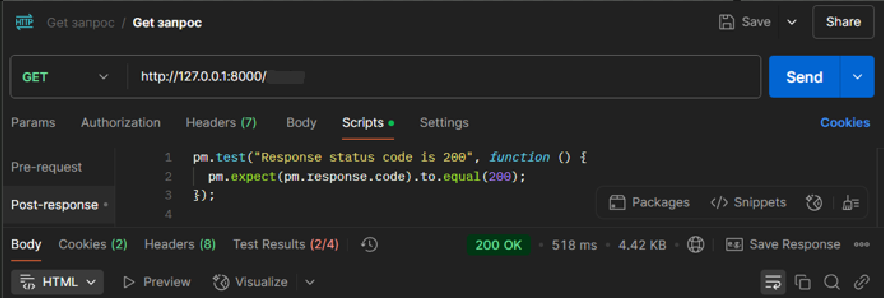 HTTP Get запрос / Get запрос Save Share
GET http://127.0.0.1:8000/ Send
Params Authorization Headers (7) Body Scripts Settings Cookies
Pre-request
Post-response
1 pm.test("Response status code is 200", function () {
2 pm.expect(pm.response.code).to.equal(200);
3 });
4
Packages </> Snippets
Body Cookies (2) Headers (8) Test Results (2/4) 200 OK • 518 ms • 4.42 KB • Save Response
HTML Preview Visualize